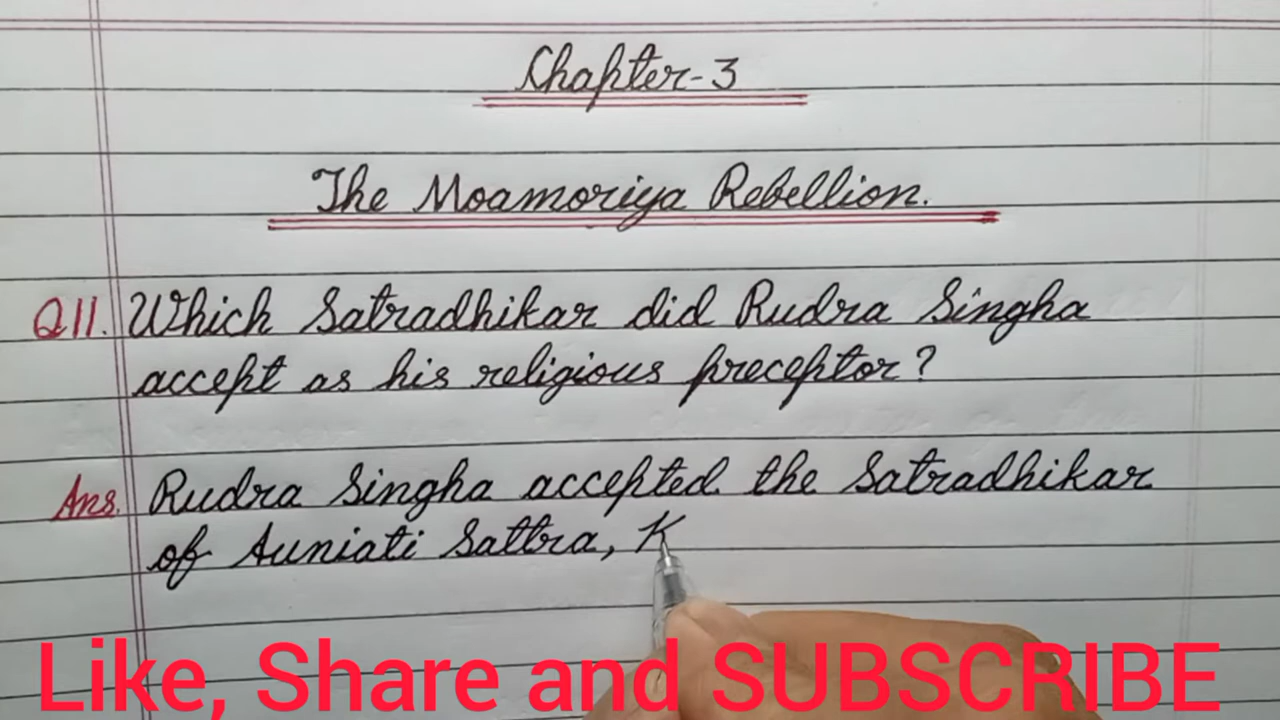 Chapter-3
The Moamoriya Rebellion.
Q11. Which Satradhikar did Rudra Singha
accept as his religious preceptor?
Ans. Rudra Singha accepted the Satradhikar
of Auniati Sattra, K
Like, Share and SUBSCRIBE